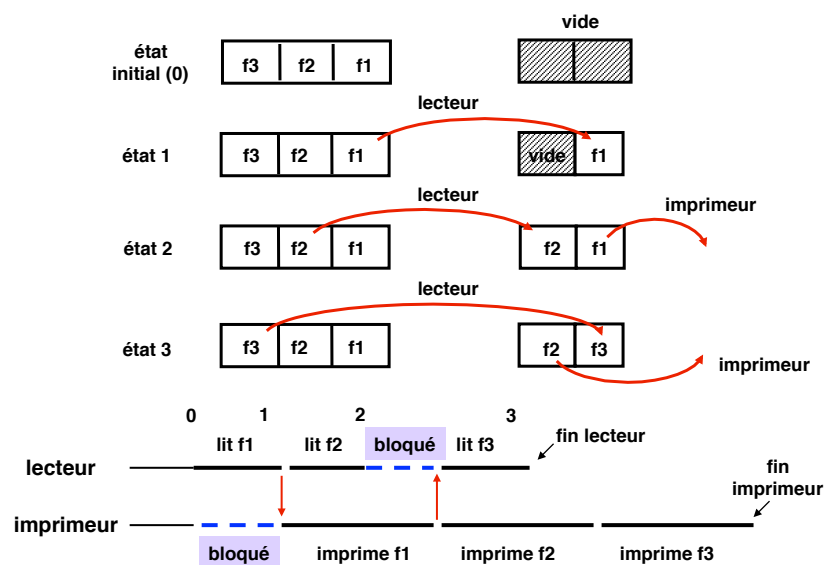 vide
état
initial (0)
f3 f2 f1
lecteur
état 1
f3 f2 f1
vide f1
lecteur
imprimeur
état 2
f3 f2 f1
f2 f1
lecteur
état 3
f3 f2 f1
f2 f3
imprimeur
0 1 2 3
lit f1 lit f2 bloqué lit f3
fin lecteur
lecteur
fin
imprimeur
imprimeur
bloqué imprime f1 imprime f2 imprime f3